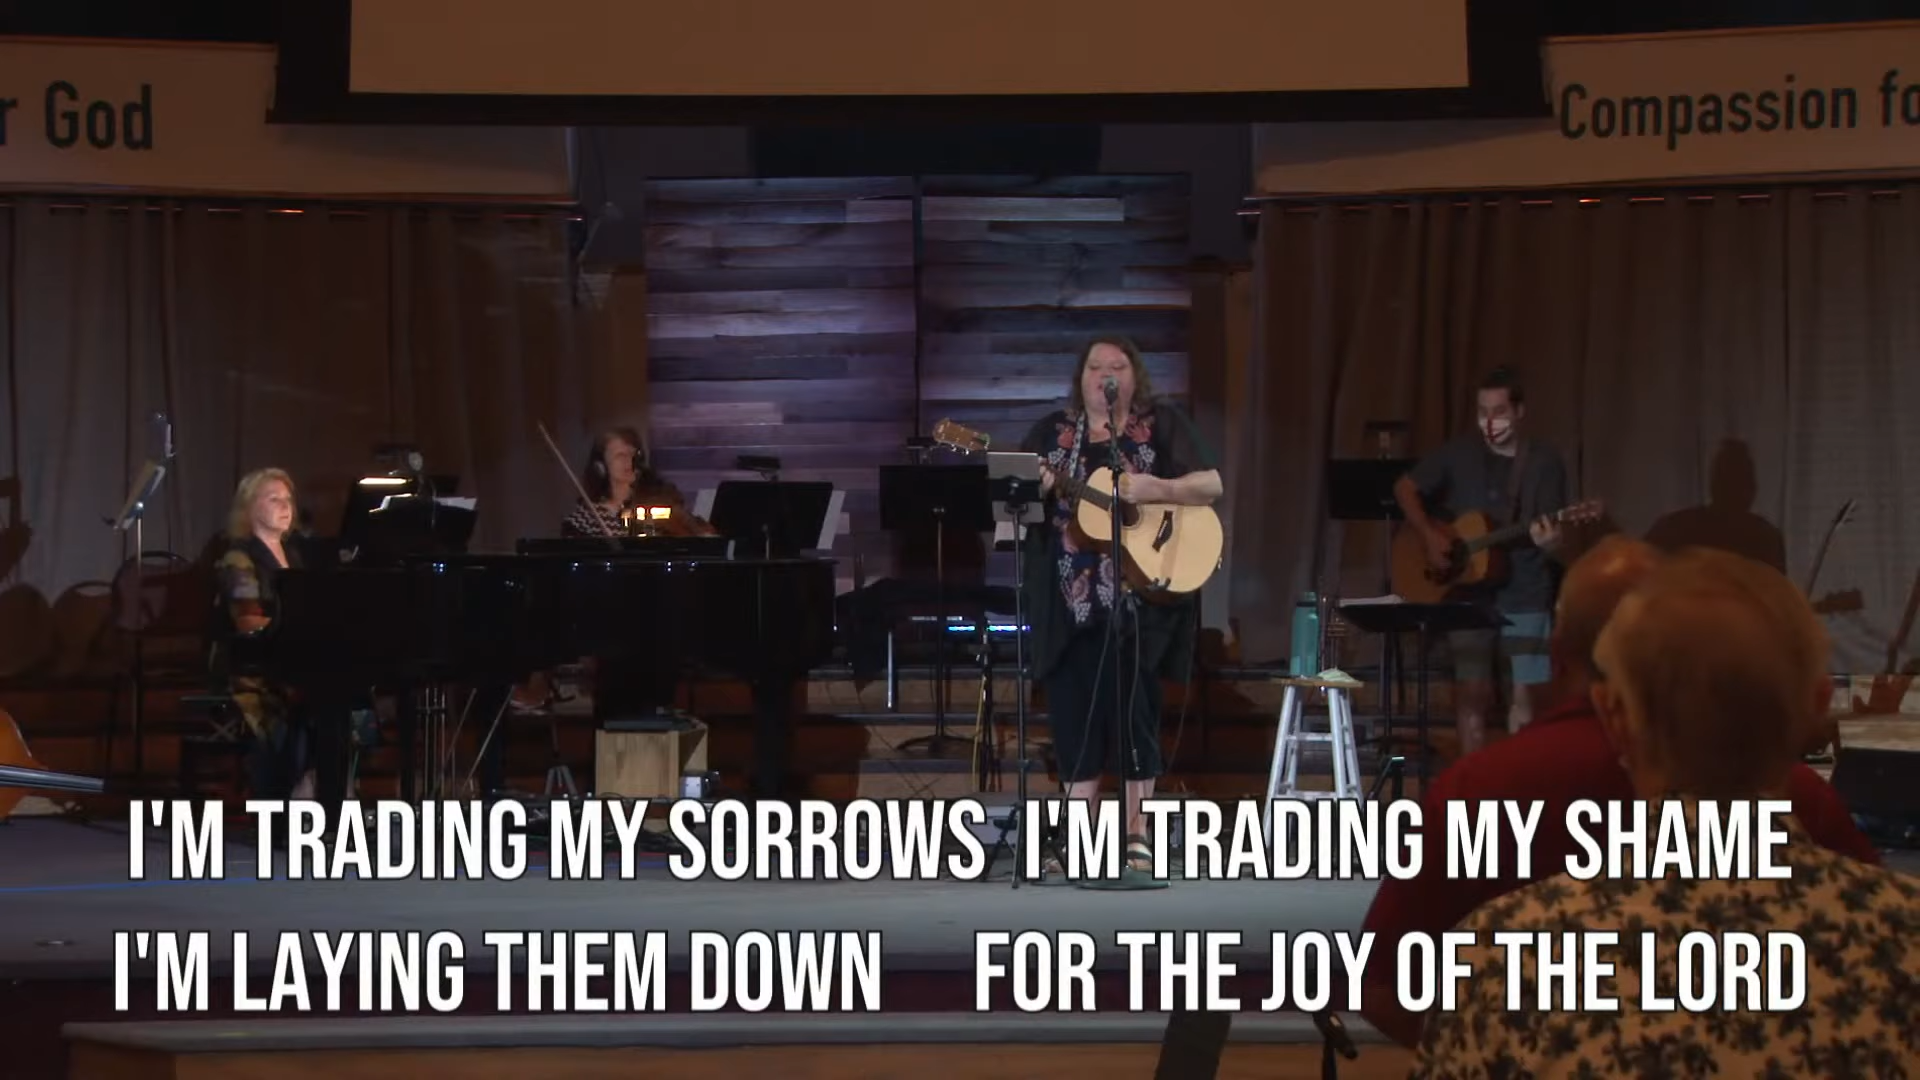 r God
Compassion fo
I'M TRADING MY SORROWS I'M TRADING MY SHAME
I'M LAYING THEM DOWN FOR THE JOY OF THE LORD